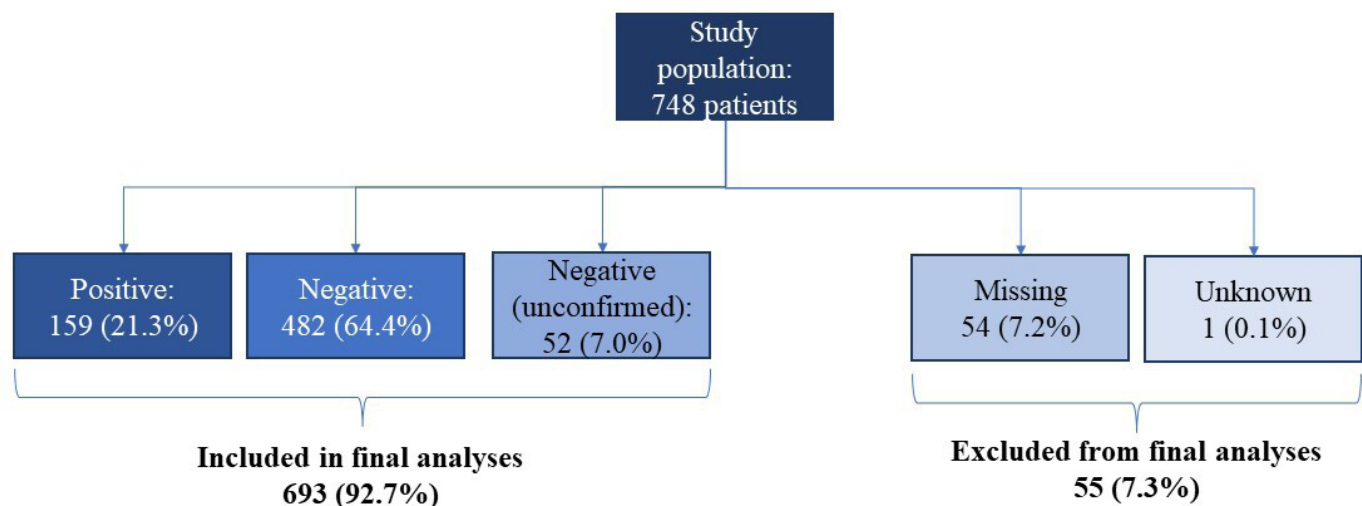 Study
population:
748 patients
Positive:
159 (21.3%)
Negative:
482 (64.4%)
Negative
(unconfirmed):
52 (7.0%)
Missing
54 (7.2%)
Unknown
1 (0.1%)
Included in final analyses
693 (92.7%)
Excluded from final analyses
55 (7.3%)